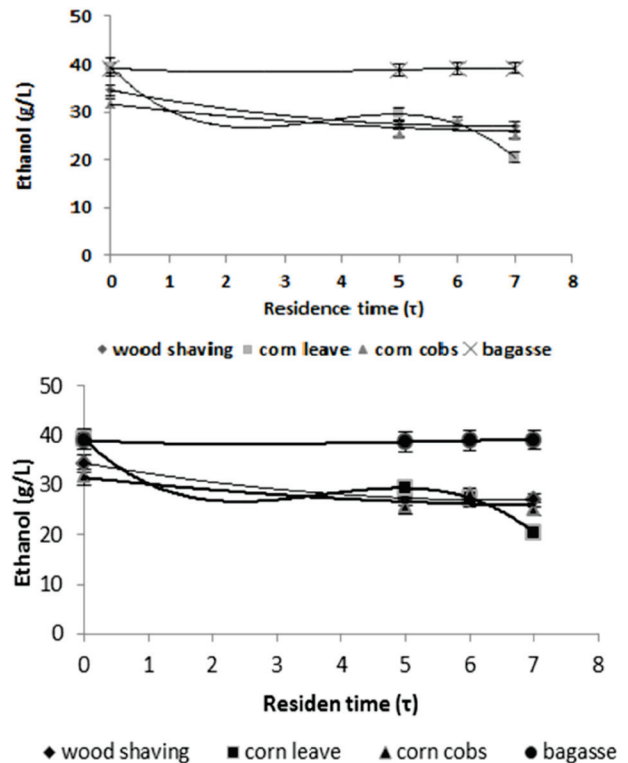 50
40
30
20
10
0
Ethanol (g/L)
0 1 2 3 4 5 6 7 8
Residence time (τ)
wood shaving corn leave corn cobs bagasse
50
40
30
20
10
0
Ethanol (g/L)
0 1 2 3 4 5 6 7 8
Residen time (τ)
wood shaving corn leave corn cobs bagasse